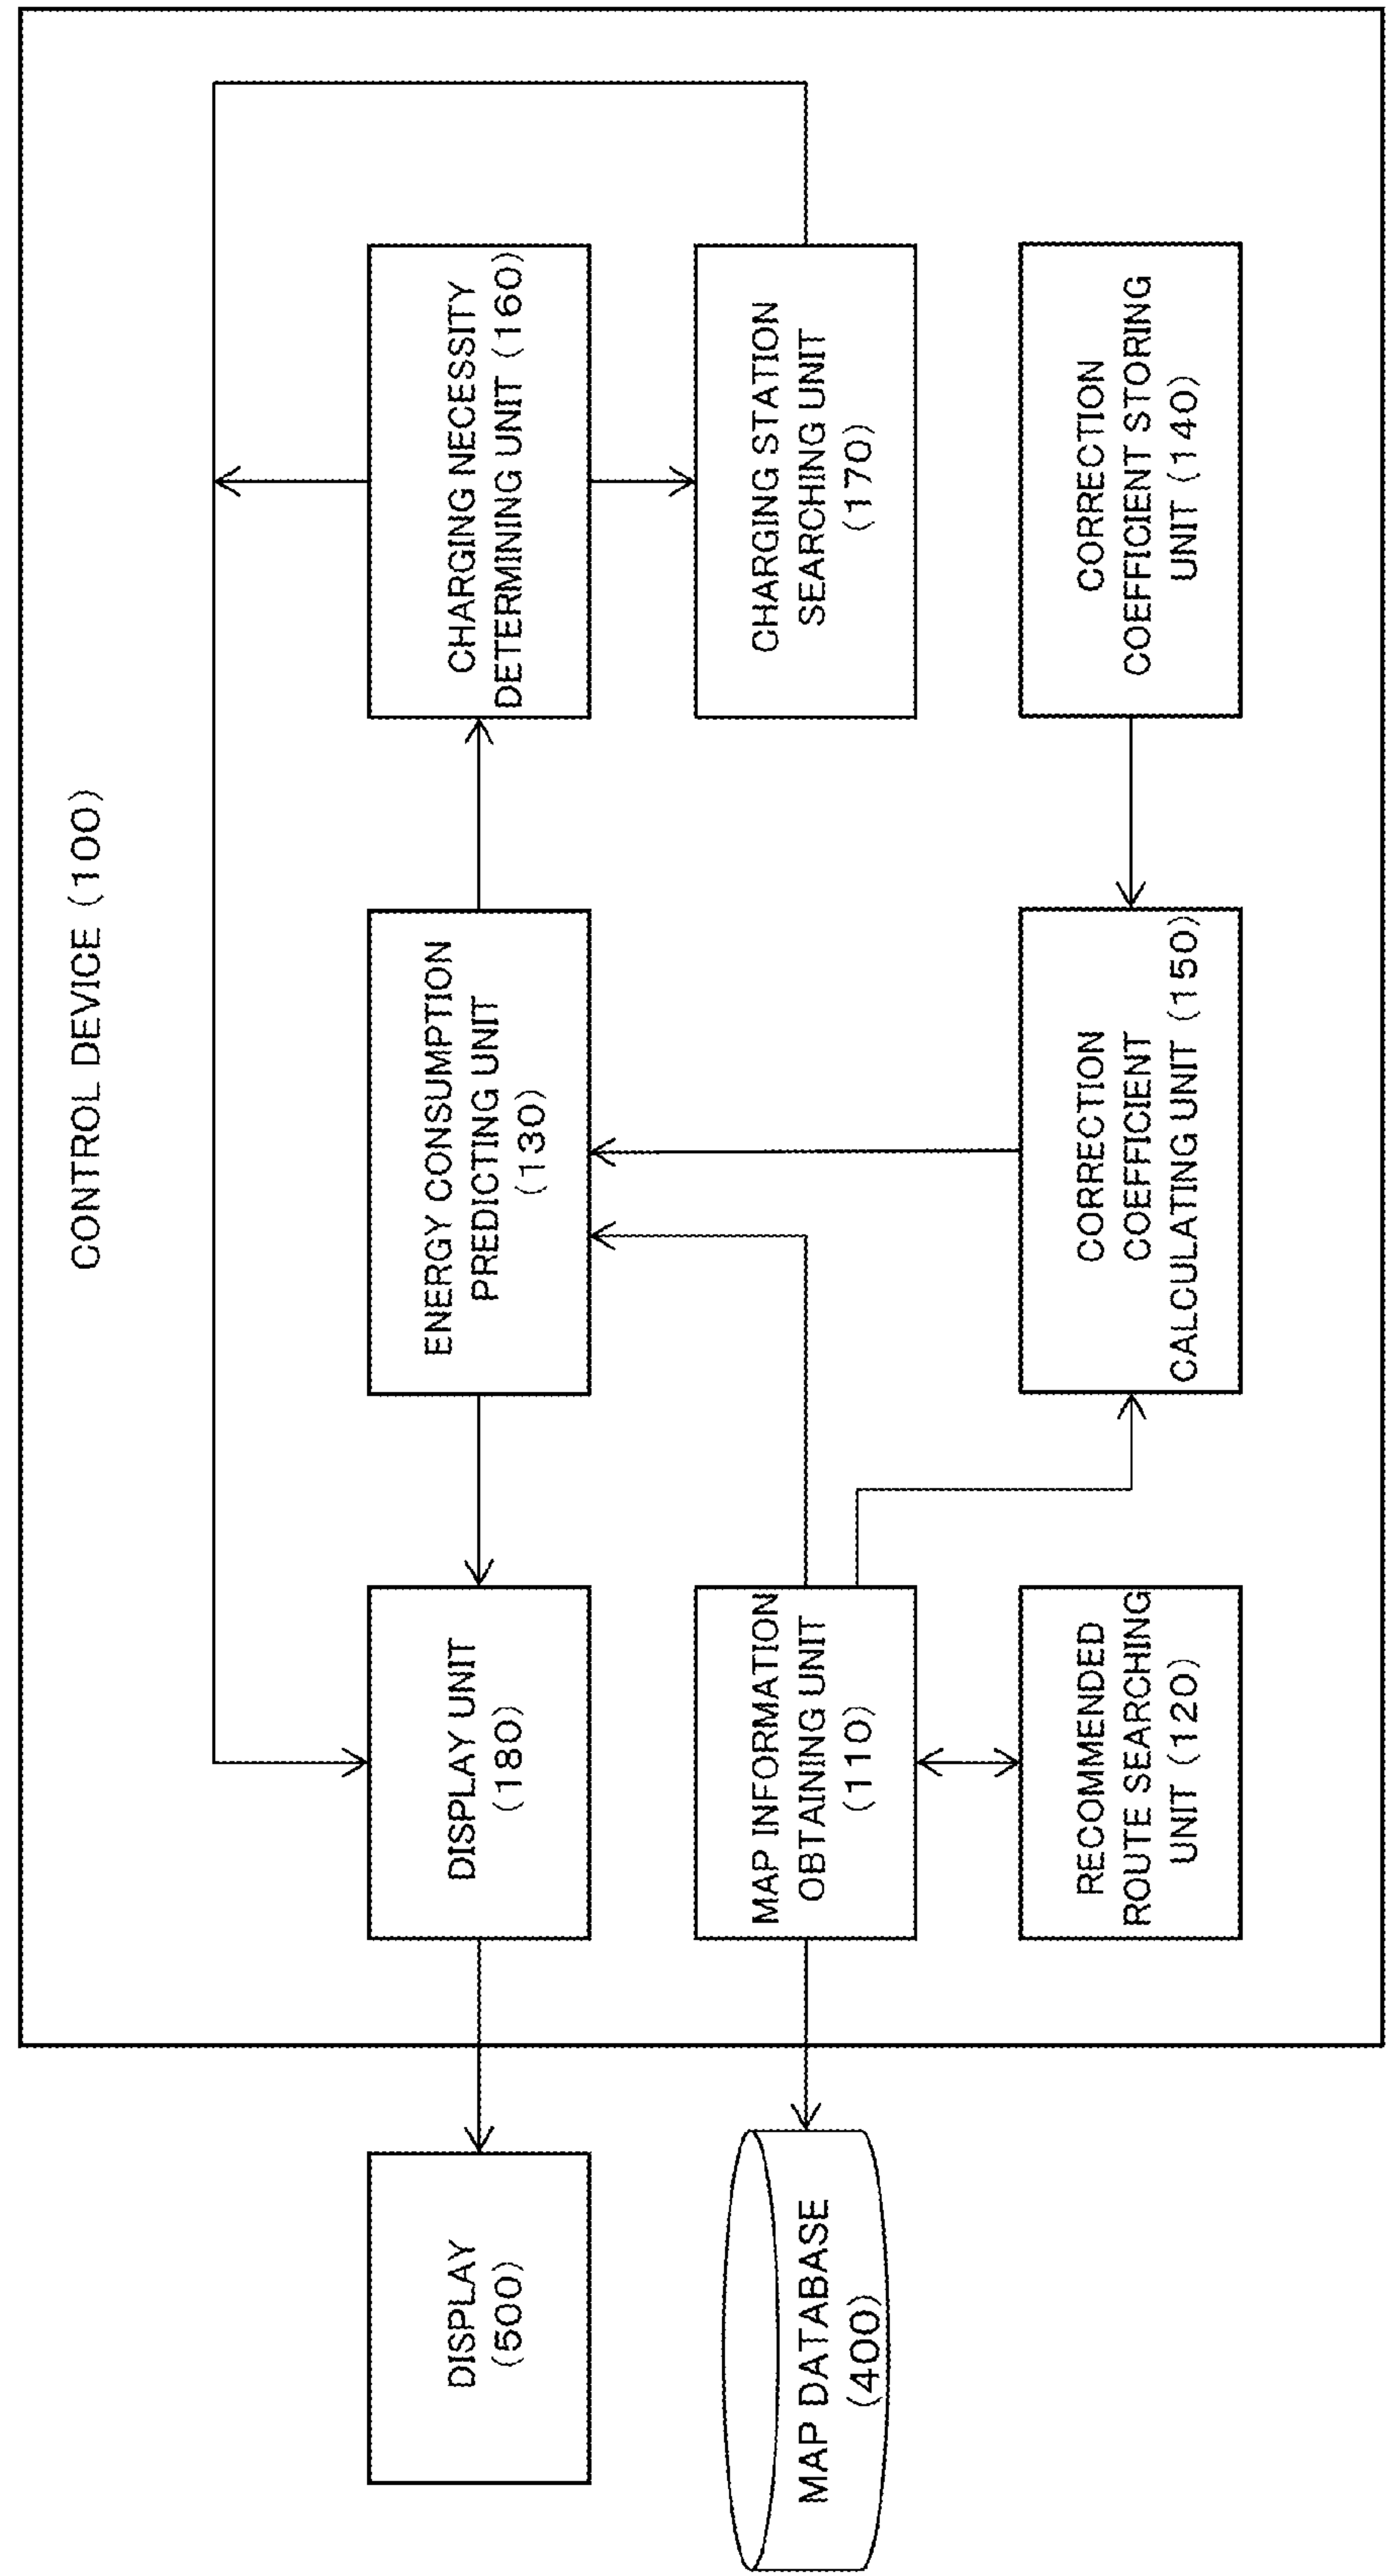 CONTROL DEVICE (100)
DISPLAY
(500)
DISPLAY UNIT
(180)
ENERGY CONSUMPTION
PREDICTING UNIT
(130)
CHARGING NECESSITY
DETERMINING UNIT (160)
MAP DATABASE
(400)
MAP INFORMATION
OBTAINING UNIT
(110)
CHARGING STATION
SEARCHING UNIT
(170)
RECOMMENDED
ROUTE SEARCHING
UNIT (120)
CORRECTION
COEFFICIENT
CALCULATING UNIT (150)
CORRECTION
COEFFICIENT STORING
UNIT (140)